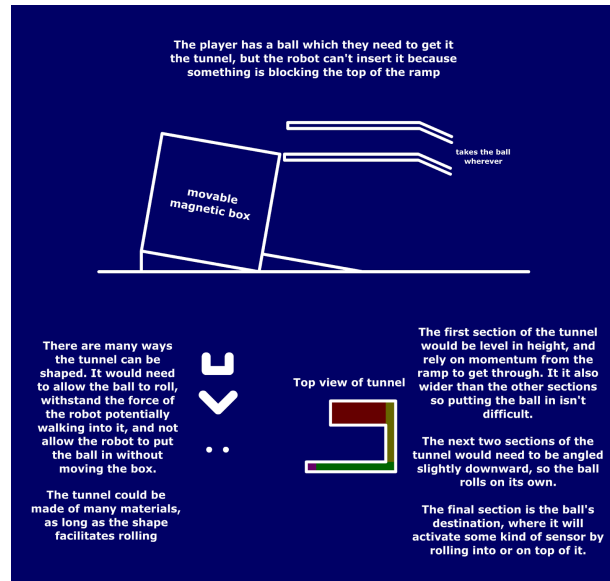 The player has a ball which they need to get it
the tunnel, but the robot can't insert it because
something is blocking the top of the ramp
takes the ball
wherever
movable
magnetic box
There are many ways
the tunnel can be
shaped. It would need
to allow the ball to roll,
withstand the force of
the robot potentially
walking into it, and not
allow the robot to put
the ball in without
moving the box.
The tunnel could be
made of many materials,
as long as the shape
facilitates rolling
Top view of tunnel
The first section of the tunnel
would be level in height, and
rely on momentum from the
ramp to get through. It it also
wider than the other sections
so putting the ball in isn't
difficult.
The next two sections of the
tunnel would need to be angled
slightly downward, so the ball
rolls on its own.
The final section is the ball's
destination, where it will
activate some kind of sensor by
rolling into or on top of it.